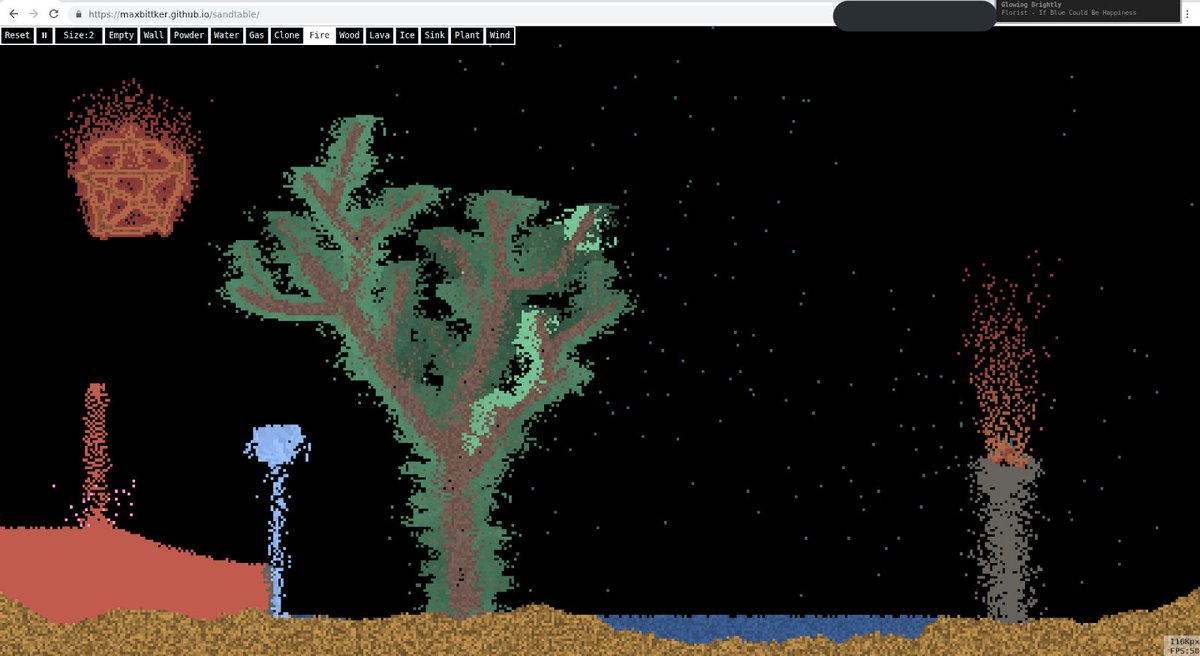 https://maxbittker.github.io/sandtable/
Glowing Brightly
Florist - If Blue Could Be Happiness
Reset Size:2 Empty Wall Powder Water Gas Clone Fire Wood Lava Ice Sink Plant Wind
116Kpx
FPS:50